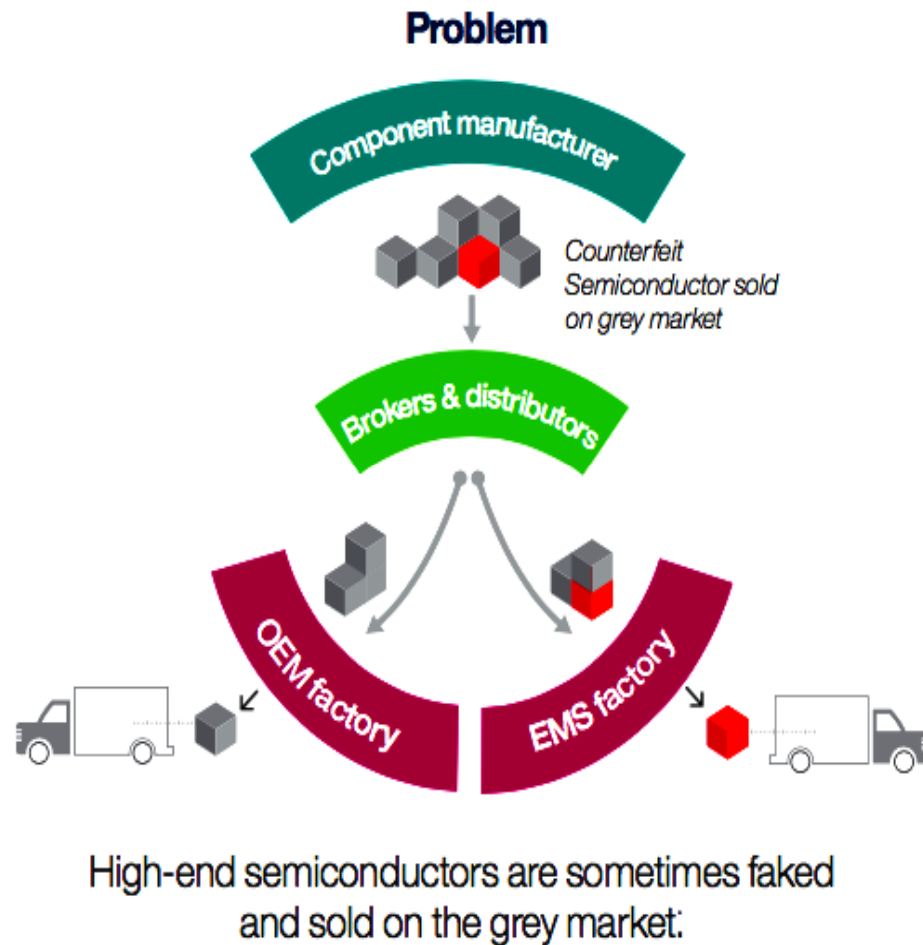 Problem
Component manufacturer
Counterfeit
Semiconductor sold
on grey market
Brokers & distributors
OEM factory
EMS factory
High-end semiconductors are sometimes faked
and sold on the grey market: